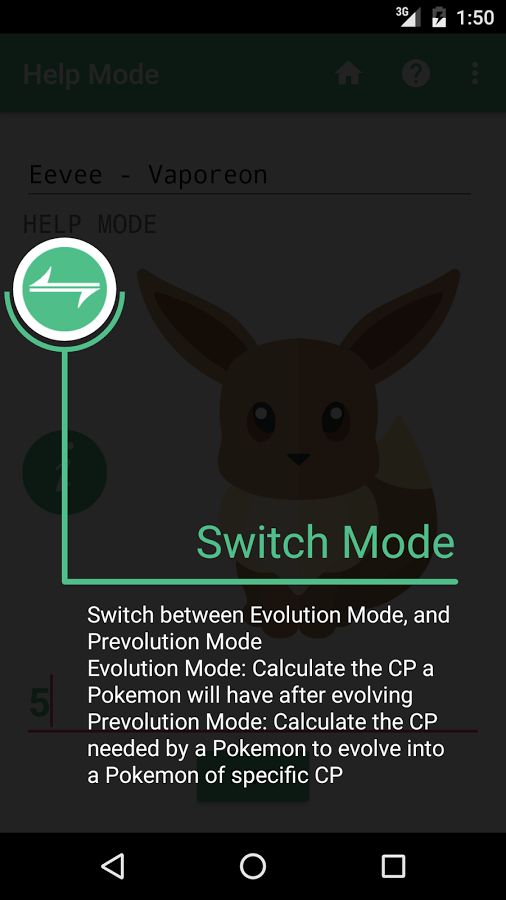 3G 1:50
Help Mode
Eevee - Vaporeon
HELP MODE
i
Switch Mode
Switch between Evolution Mode, and
Prevolution Mode
Evolution Mode: Calculate the CP a
Pokemon will have after evolving
Prevolution Mode: Calculate the CP
needed by a Pokemon to evolve into
a Pokemon of specific CP
5